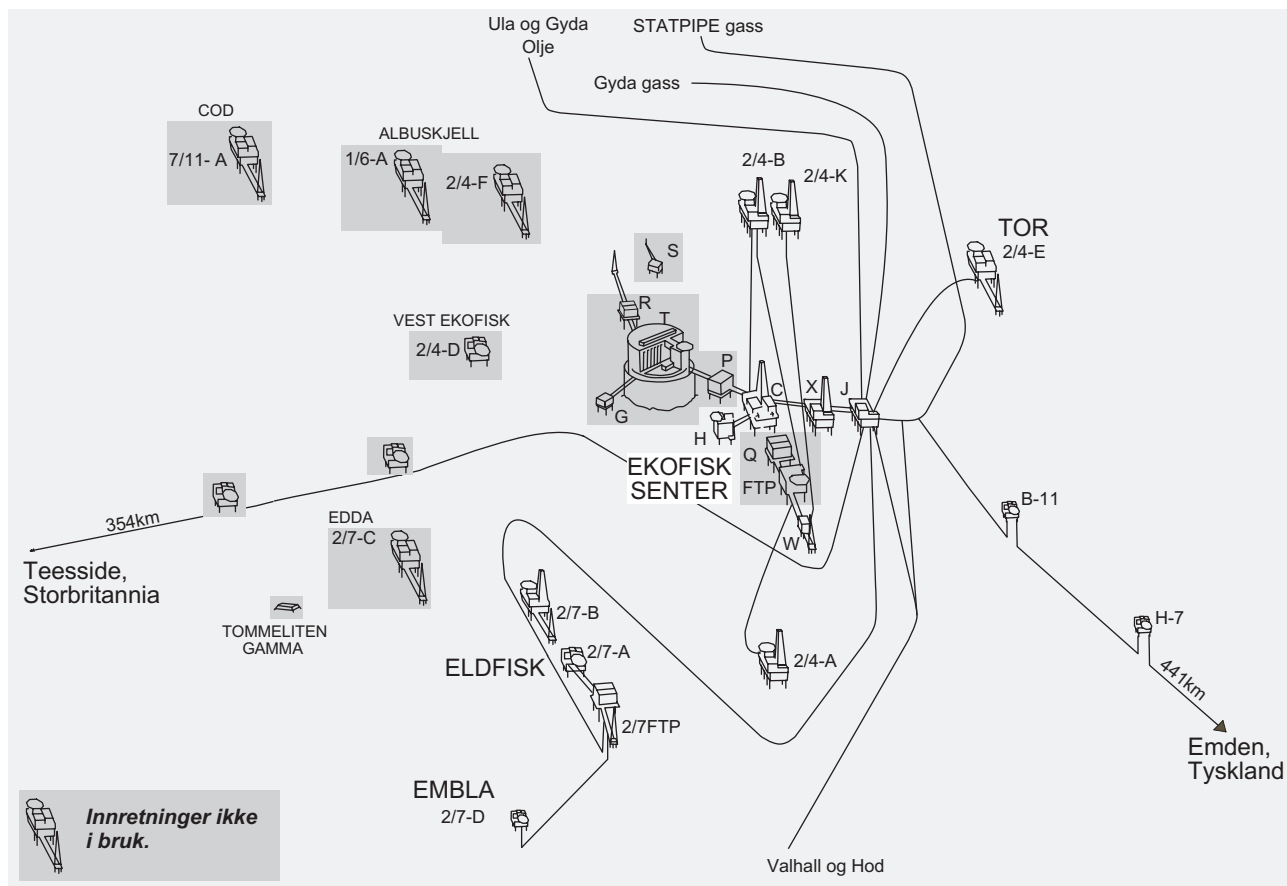 Ula og Gyda
Olje
STATPIPE gass
Gyda gass
COD
7/11- A
ALBUSKJELL
1/6-A
2/4-F
2/4-B
2/4-K
TOR
2/4-E
S
R
T
VEST EKOFISK
2/4-D
P
C
X
J
G
H
Q
EKOFISK
SENTER
FTP
W
B-11
354km
Teesside,
Storbritannia
EDDA
2/7-C
TOMMELITEN
GAMMA
2/7-B
2/7-A
ELDFISK
2/7FTP
2/4-A
H-7
441km
Emden,
Tyskland
EMBLA
2/7-D
Innretninger ikke
i bruk.
Valhall og Hod